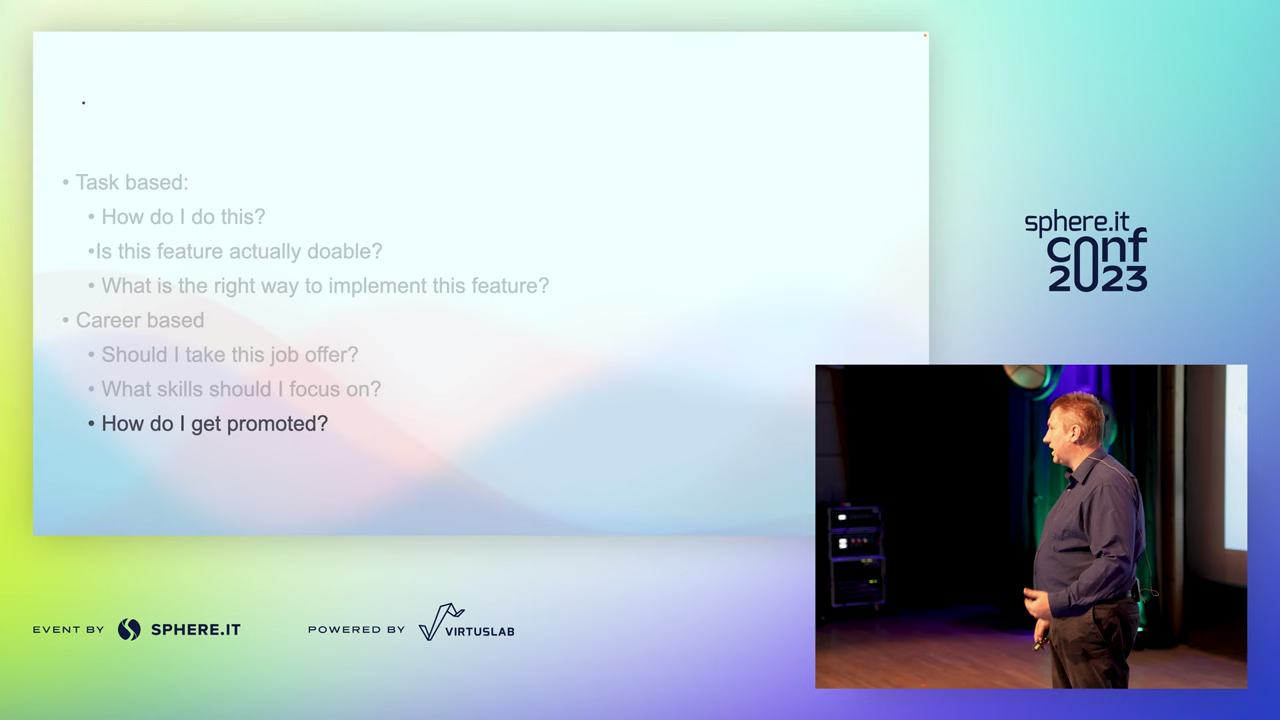 • Task based:
• How do I do this?
•Is this feature actually doable?
• What is the right way to implement this feature?
• Career based
• Should I take this job offer?
• What skills should I focus on?
• How do I get promoted?
sphere.it
conf
2023
EVENT BY SPHERE.IT
POWERED BY VIRTUSLAB